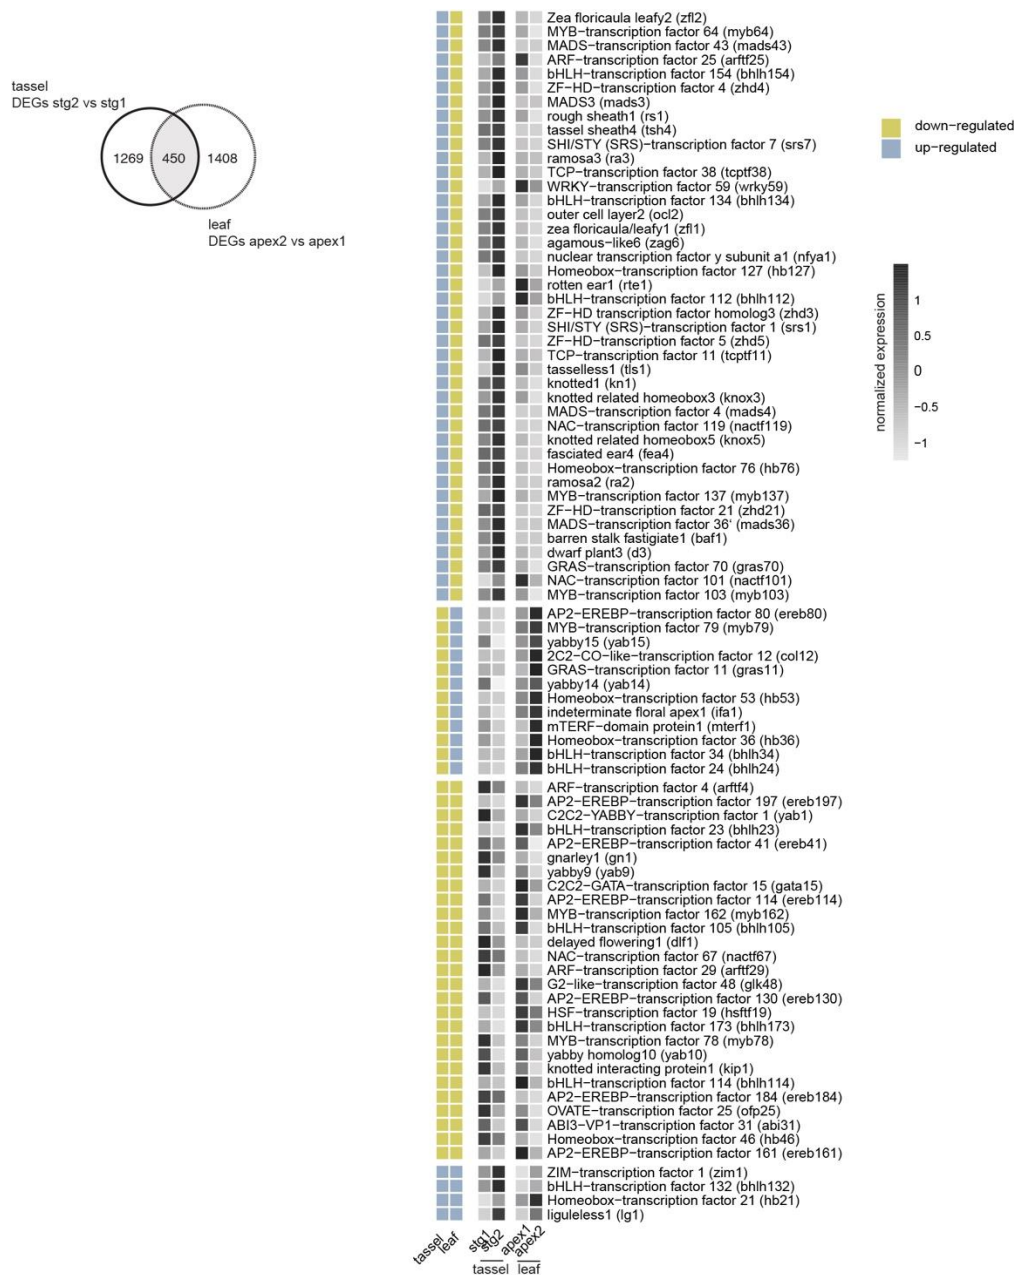 tassel
DEGs stg2 vs stg1
1269
450
1408
leaf
DEGs apex2 vs apex1
Zea floricaula leafy2 (zfl2)
MYB−transcription factor 64 (myb64)
MADS−transcription factor 43 (mads43)
ARF−transcription factor 25 (arftf25)
bHLH−transcription factor 154 (bhlh154)
ZF−HD−transcription factor 4 (zhd4)
MADS3 (mads3)
rough sheath1 (rs1)
tassel sheath4 (tsh4)
SHI/STY (SRS)−transcription factor 7 (srs7)
ramosa3 (ra3)
TCP−transcription factor 38 (tcptf38)
WRKY−transcription factor 59 (wrky59)
bHLH−transcription factor 134 (bhlh134)
outer cell layer2 (ocl2)
zea floricaula/leafy1 (zfl1)
agamous−like6 (zag6)
nuclear transcription factor y subunit a1 (nfya1)
Homeobox−transcription factor 127 (hb127)
rotten ear1 (rte1)
bHLH−transcription factor 112 (bhlh112)
ZF−HD transcription factor homolog3 (zhd3)
SHI/STY (SRS)−transcription factor 1 (srs1)
ZF−HD−transcription factor 5 (zhd5)
TCP−transcription factor 11 (tcptf11)
tasselless1 (tls1)
knotted1 (kn1)
knotted related homeobox3 (knox3)
MADS−transcription factor 4 (mads4)
NAC−transcription factor 119 (nactf119)
knotted related homeobox5 (knox5)
fasciated ear4 (fea4)
Homeobox−transcription factor 76 (hb76)
ramosa2 (ra2)
MYB−transcription factor 137 (myb137)
ZF−HD−transcription factor 21 (zhd21)
MADS−transcription factor 36‘ (mads36)
barren stalk fastigiate1 (baf1)
dwarf plant3 (d3)
GRAS−transcription factor 70 (gras70)
NAC−transcription factor 101 (nactf101)
MYB−transcription factor 103 (myb103)
AP2−EREBP−transcription factor 80 (ereb80)
MYB−transcription factor 79 (myb79)
yabby15 (yab15)
2C2−CO−like−transcription factor 12 (col12)
GRAS−transcription factor 11 (gras11)
yabby14 (yab14)
Homeobox−transcription factor 53 (hb53)
indeterminate floral apex1 (ifa1)
mTERF−domain protein1 (mterf1)
Homeobox−transcription factor 36 (hb36)
bHLH−transcription factor 34 (bhlh34)
bHLH−transcription factor 24 (bhlh24)
ARF−transcription factor 4 (arftf4)
AP2−EREBP−transcription factor 197 (ereb197)
C2C2−YABBY−transcription factor 1 (yab1)
bHLH−transcription factor 23 (bhlh23)
AP2−EREBP−transcription factor 41 (ereb41)
gnarley1 (gn1)
yabby9 (yab9)
C2C2−GATA−transcription factor 15 (gata15)
AP2−EREBP−transcription factor 114 (ereb114)
MYB−transcription factor 162 (myb162)
bHLH−transcription factor 105 (bhlh105)
delayed flowering1 (dlf1)
NAC−transcription factor 67 (nactf67)
ARF−transcription factor 29 (arftf29)
G2−like−transcription factor 48 (glk48)
AP2−EREBP−transcription factor 130 (ereb130)
HSF−transcription factor 19 (hsftf19)
bHLH−transcription factor 173 (bhlh173)
MYB−transcription factor 78 (myb78)
yabby homolog10 (yab10)
knotted interacting protein1 (kip1)
bHLH−transcription factor 114 (bhlh114)
AP2−EREBP−transcription factor 184 (ereb184)
OVATE−transcription factor 25 (ofp25)
ABI3−VP1−transcription factor 31 (abi31)
Homeobox−transcription factor 46 (hb46)
AP2−EREBP−transcription factor 161 (ereb161)
ZIM−transcription factor 1 (zim1)
bHLH−transcription factor 132 (bhlh132)
Homeobox−transcription factor 21 (hb21)
liguleless1 (lg1)
tassel
leaf
stg1
stg2
apex1
apex2
tassel
leaf
down−regulated
up−regulated
normalized expression
1
0.5
0
−0.5
−1